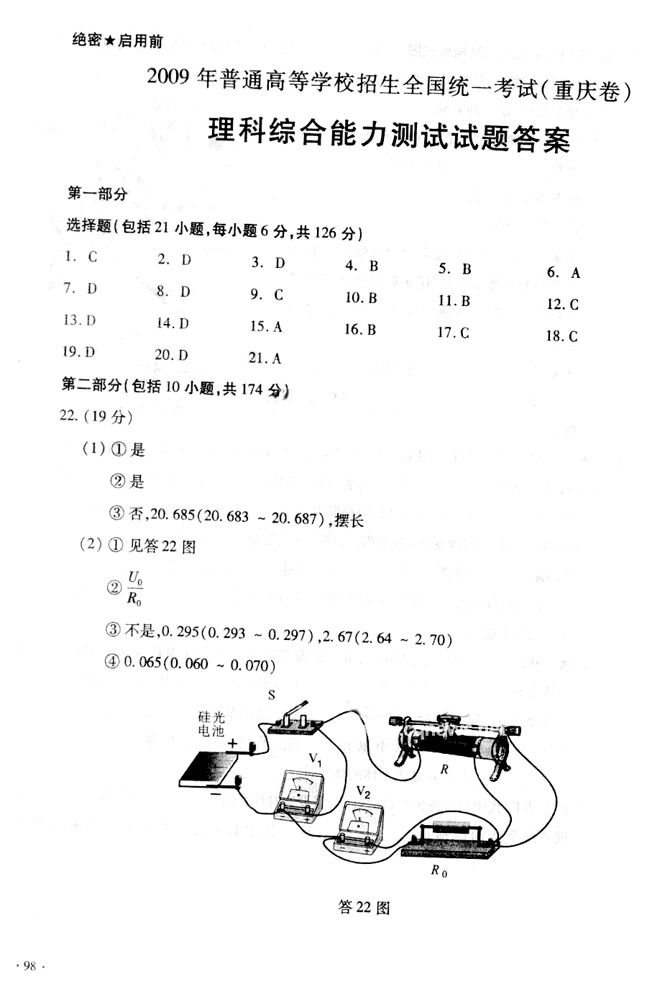 绝密★启用前
2009年普通高等学校招生全国统一考试(重庆卷)
理科综合能力测试试题答案
第一部分
选择题(包括21小题,每小题6分,共126分)
1. C 2. D 3. D 4. B 5. B 6. A
7. D 8. D 9. C 10. B 11. B 12. C
13. D 14. D 15. A 16. B 17. C 18. C
19. D 20. D 21. A
第二部分(包括10小题,共174分)
22. (19分)
(1) ①是
②是
③否,20.685(20.683 ~ 20.687),摆长
(2) ① 见答22图
② U₀/R₀
③不是,0.295(0.293 ~ 0.297),2.67(2.64 ~ 2.70)
④0.065(0.060 ~ 0.070)
S
硅光
电池
+
−
V₁
− +
V₂
− +
R
R₀
答22图
· 98 ·